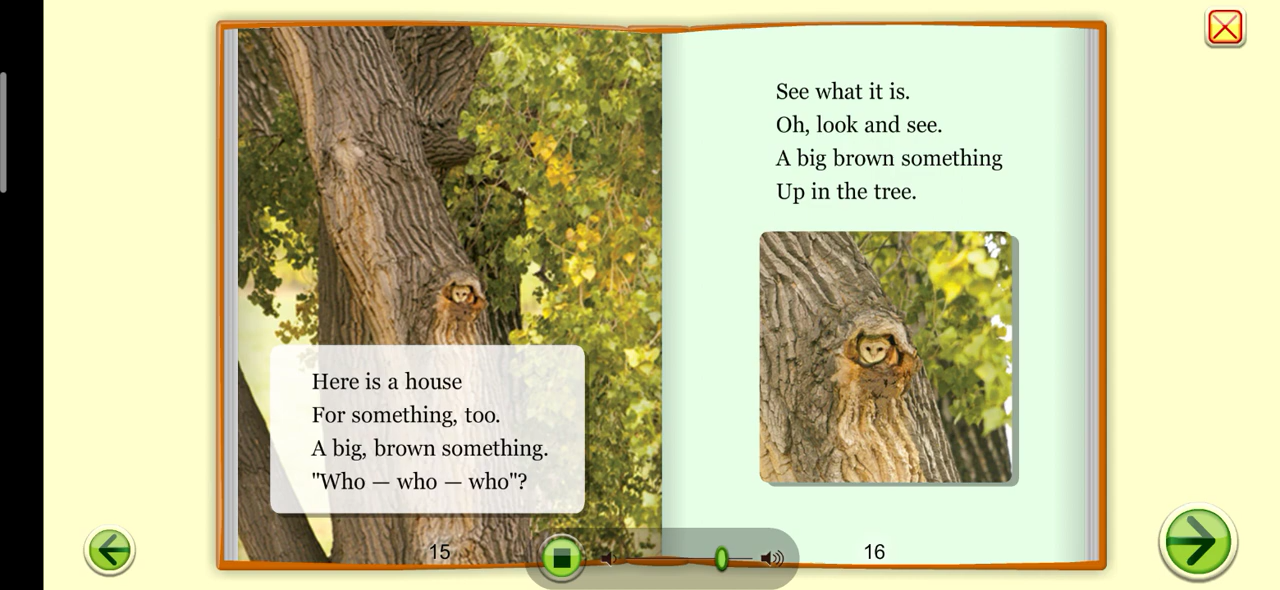 Here is a house
For something, too.
A big, brown something.
"Who — who — who"?
15
See what it is.
Oh, look and see.
A big brown something
Up in the tree.
16